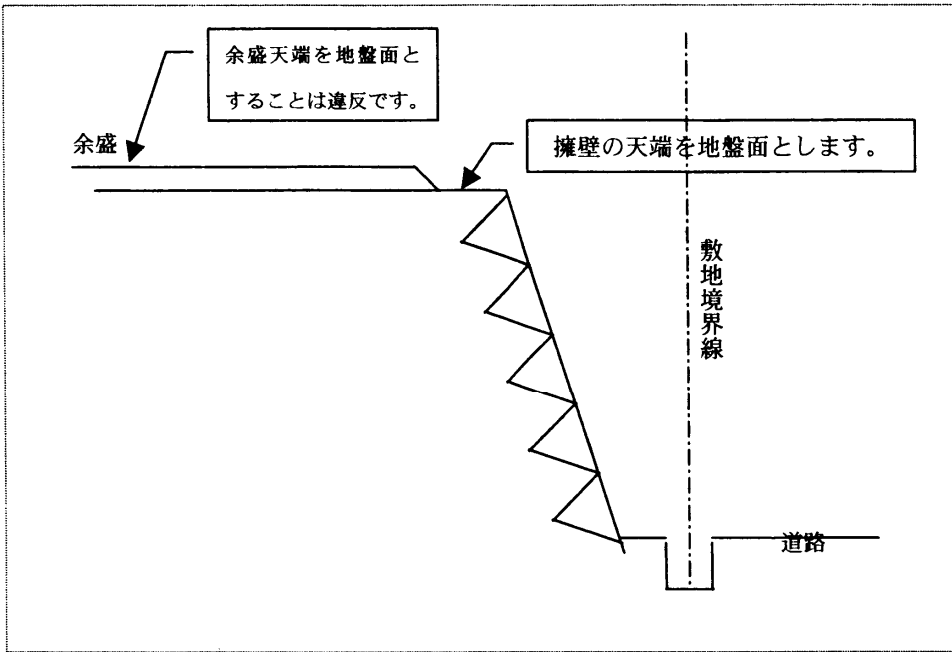 余盛天端を地盤面と
することは違反です。
余盛
擁壁の天端を地盤面とします。
敷地境界線
道路